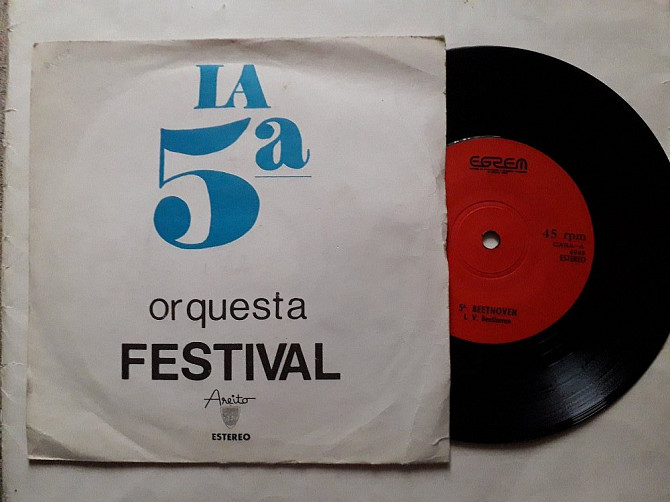 LA
5a
orquesta
FESTIVAL
Areito
ESTEREO
EGREM
45 rpm
ESTEREO
5ª BEETHOVEN
L. V. Beethoven